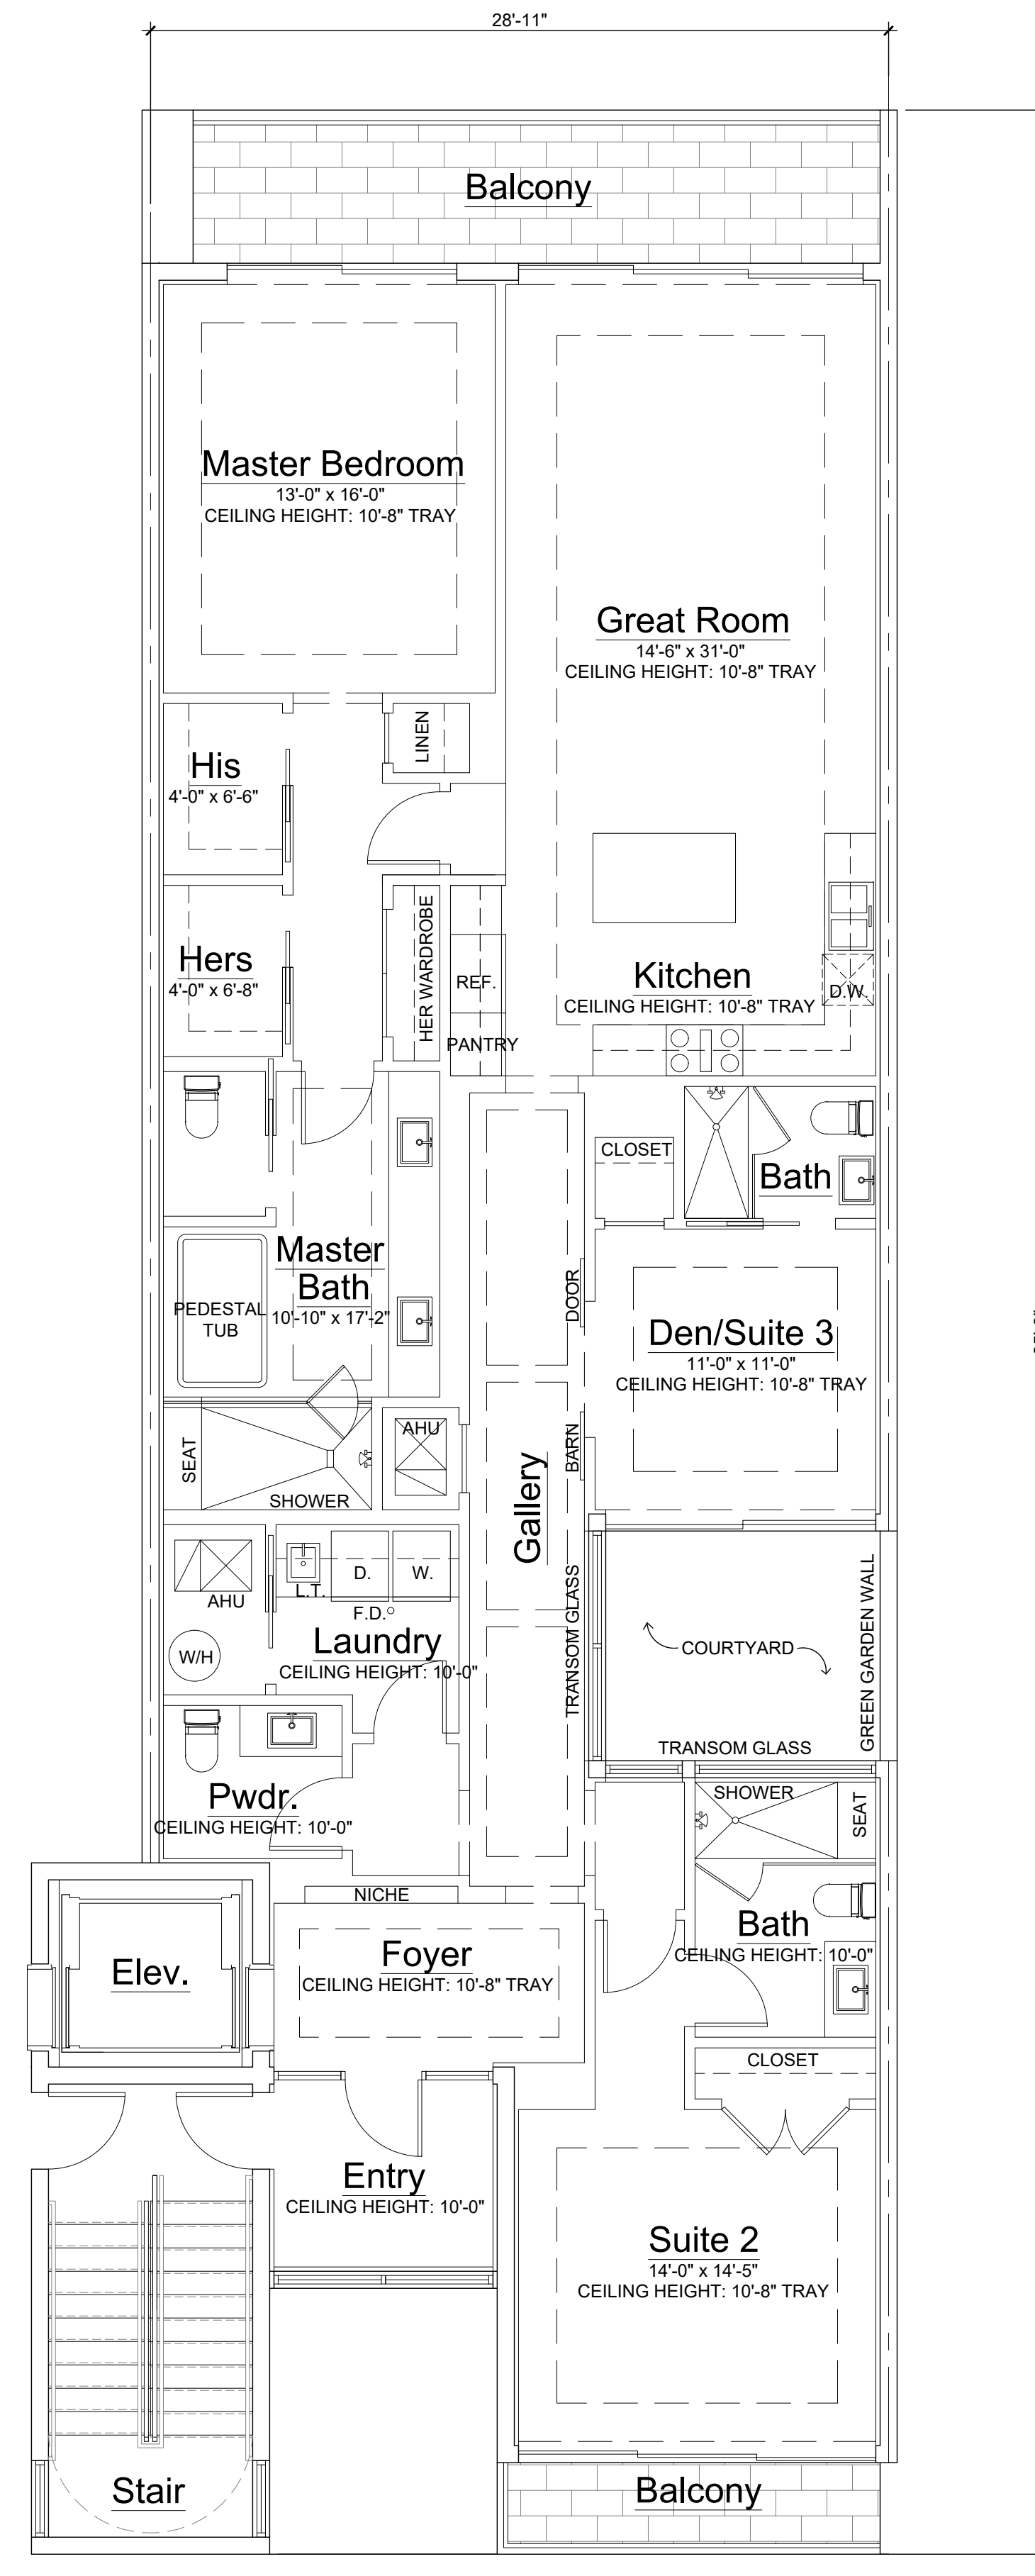 28'-11"
Balcony
Master Bedroom
13'-0" x 16'-0"
CEILING HEIGHT: 10'-8" TRAY
Great Room
14'-6" x 31'-0"
CEILING HEIGHT: 10'-8" TRAY
LINEN
His
4'-0" x 6'-6"
Hers
4'-0" x 6'-8"
HER WARDROBE
REF.
PANTRY
Kitchen
CEILING HEIGHT: 10'-8" TRAY
D.W.
CLOSET
Bath
Master
Bath
10'-10" x 17'-2"
PEDESTAL
TUB
DOOR
BARN
Den/Suite 3
11'-0" x 11'-0"
CEILING HEIGHT: 10'-8" TRAY
SEAT
SHOWER
AHU
Gallery
AHU
L.T.
D.
W.
F.D.
W/H
Laundry
CEILING HEIGHT: 10'-0"
TRANSOM GLASS
COURTYARD
GREEN GARDEN WALL
TRANSOM GLASS
Pwdr.
CEILING HEIGHT: 10'-0"
SHOWER
SEAT
NICHE
Elev.
Foyer
CEILING HEIGHT: 10'-8" TRAY
Bath
CEILING HEIGHT: 10'-0"
CLOSET
Entry
CEILING HEIGHT: 10'-0"
Suite 2
14'-0" x 14'-5"
CEILING HEIGHT: 10'-8" TRAY
Stair
Balcony